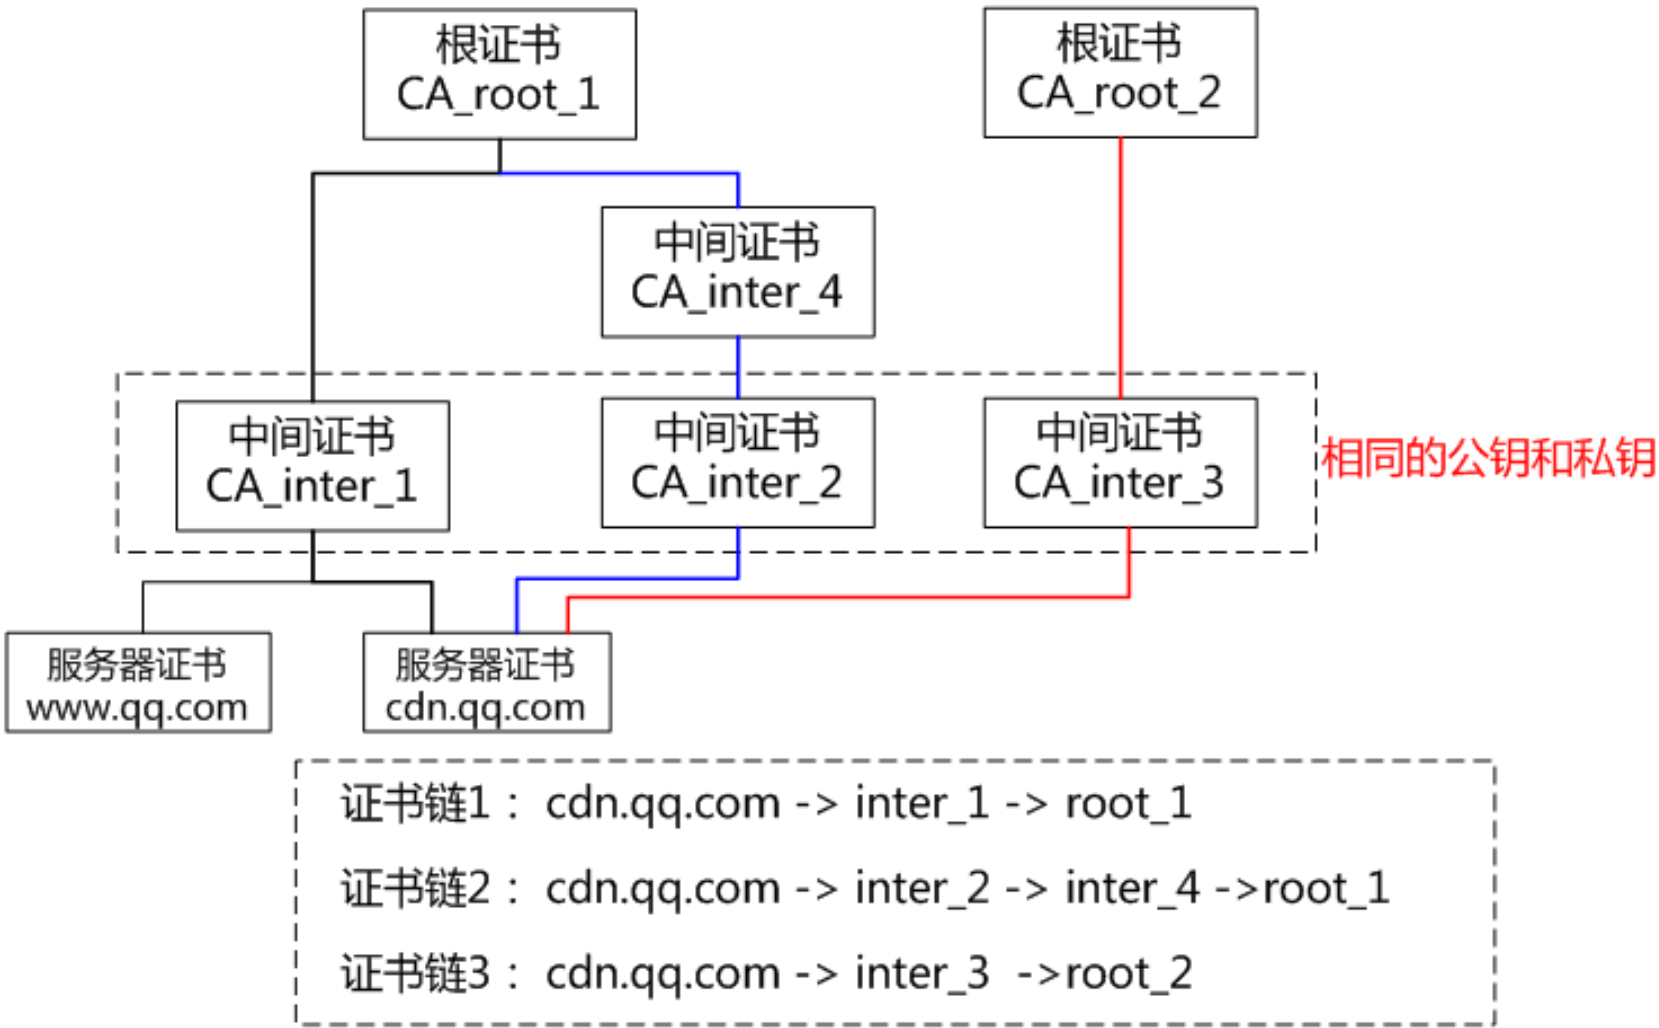 根证书
CA_root_1
根证书
CA_root_2
中间证书
CA_inter_4
中间证书
CA_inter_1
中间证书
CA_inter_2
中间证书
CA_inter_3
相同的公钥和私钥
服务器证书
www.qq.com
服务器证书
cdn.qq.com
证书链1： cdn.qq.com -> inter_1 -> root_1
证书链2： cdn.qq.com -> inter_2 -> inter_4 ->root_1
证书链3： cdn.qq.com -> inter_3 ->root_2